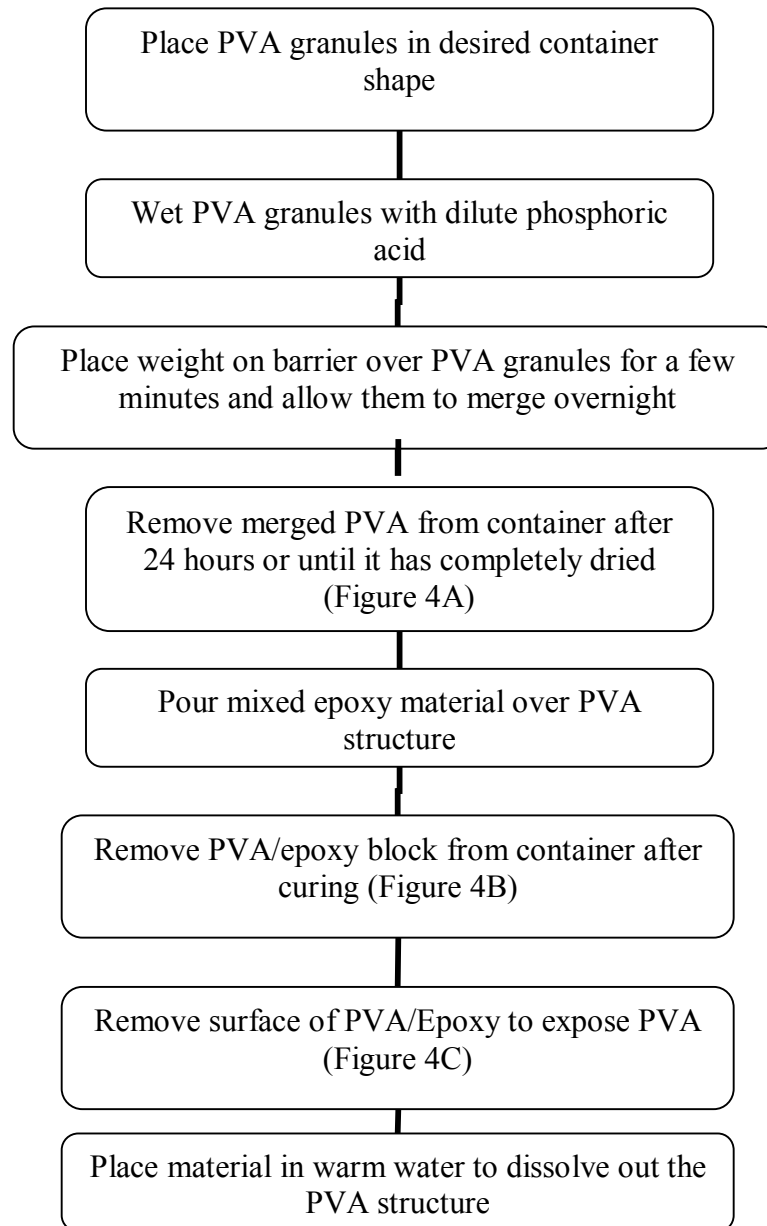 Place PVA granules in desired container
shape
Wet PVA granules with dilute phosphoric
acid
Place weight on barrier over PVA granules for a few
minutes and allow them to merge overnight
Remove merged PVA from container after
24 hours or until it has completely dried
(Figure 4A)
Pour mixed epoxy material over PVA
structure
Remove PVA/epoxy block from container after
curing (Figure 4B)
Remove surface of PVA/Epoxy to expose PVA
(Figure 4C)
Place material in warm water to dissolve out the
PVA structure